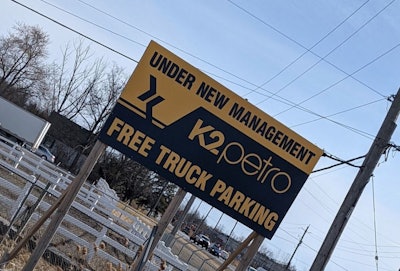 UNDER NEW MANAGEMENT
K2petro
FREE TRUCK PARKING